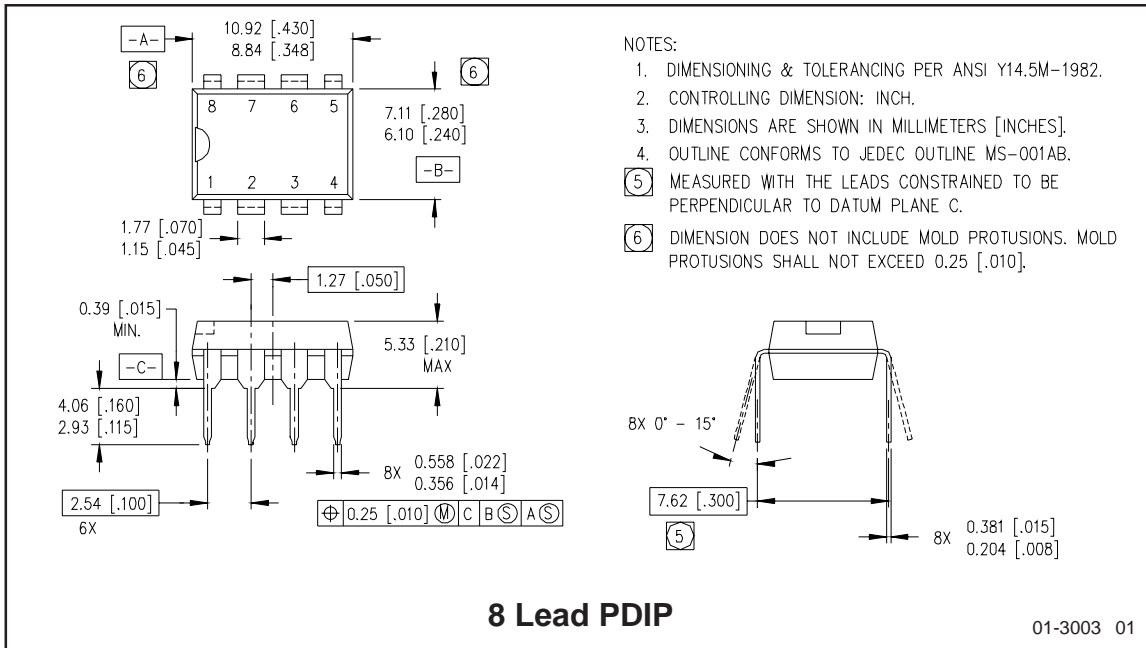 -A-
10.92 [.430]
8.84 [.348]
6
6
8 7 6 5
1 2 3 4
7.11 [.280]
6.10 [.240]
-B-
1.77 [.070]
1.15 [.045]
1.27 [.050]
0.39 [.015]
MIN.
-C-
5.33 [.210]
MAX
4.06 [.160]
2.93 [.115]
8X 0.558 [.022]
0.356 [.014]
2.54 [.100]
6X
⌖ 0.25 [.010] Ⓜ C B Ⓢ A Ⓢ
NOTES:
1. DIMENSIONING & TOLERANCING PER ANSI Y14.5M-1982.
2. CONTROLLING DIMENSION: INCH.
3. DIMENSIONS ARE SHOWN IN MILLIMETERS [INCHES].
4. OUTLINE CONFORMS TO JEDEC OUTLINE MS-001AB.
5 MEASURED WITH THE LEADS CONSTRAINED TO BE
PERPENDICULAR TO DATUM PLANE C.
6 DIMENSION DOES NOT INCLUDE MOLD PROTUSIONS. MOLD
PROTUSIONS SHALL NOT EXCEED 0.25 [.010].
8X 0° - 15°
7.62 [.300]
5
8X 0.381 [.015]
0.204 [.008]
8 Lead PDIP
01-3003 01